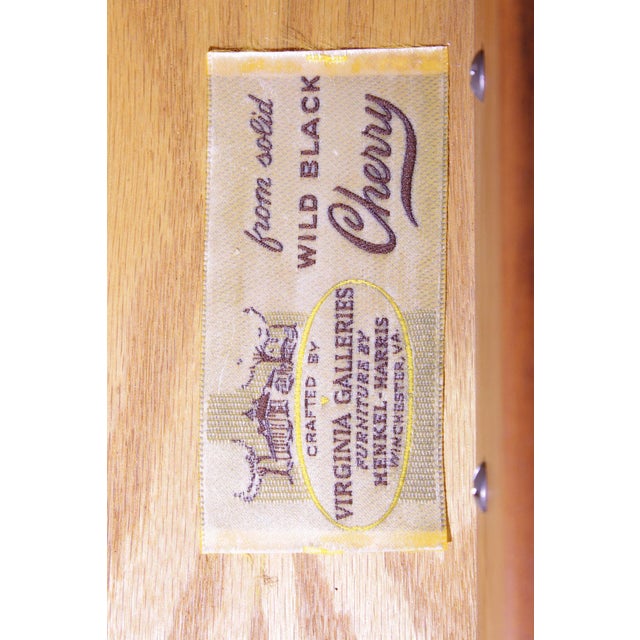 CRAFTED BY
VIRGINIA GALLERIES
FURNITURE BY
HENKEL-HARRIS
WINCHESTER, VA.
from solid
WILD BLACK
Cherry